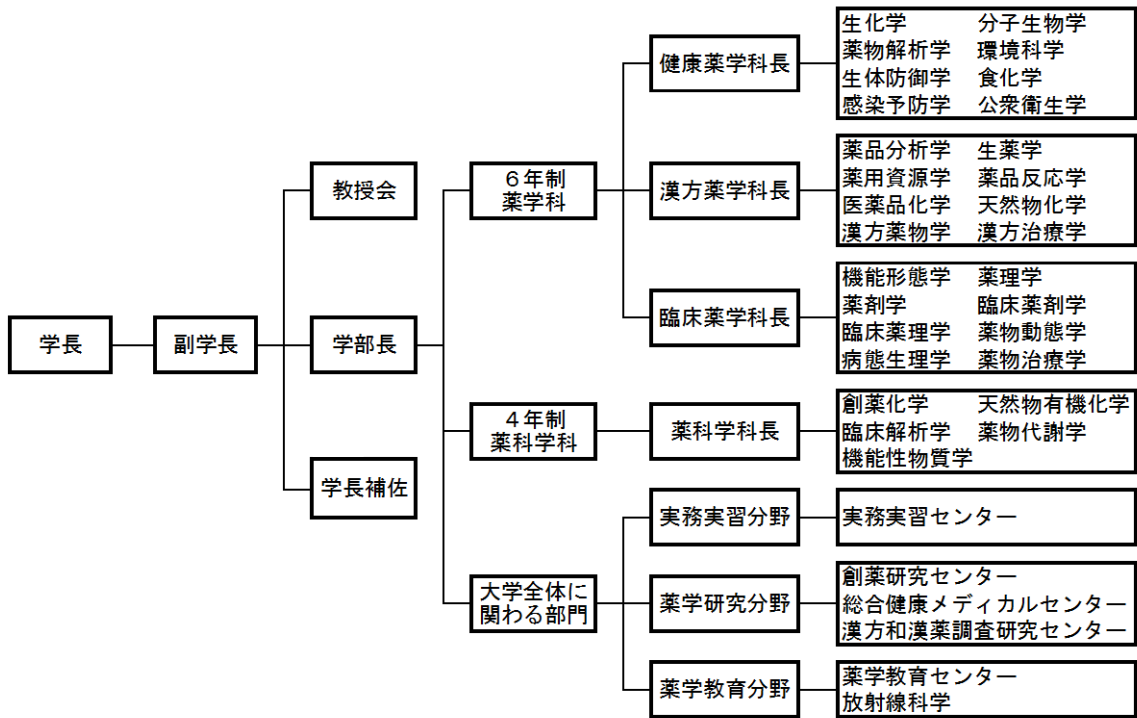 学長
副学長
教授会
学部長
学長補佐
６年制
薬学科
４年制
薬科学科
大学全体に
関わる部門
健康薬学科長
生化学 分子生物学
薬物解析学 環境科学
生体防御学 食化学
感染予防学 公衆衛生学
漢方薬学科長
薬品分析学 生薬学
薬用資源学 薬品反応学
医薬品化学 天然物化学
漢方薬物学 漢方治療学
臨床薬学科長
機能形態学 薬理学
薬剤学 臨床薬剤学
臨床薬理学 薬物動態学
病態生理学 薬物治療学
薬科学科長
創薬化学 天然物有機化学
臨床解析学 薬物代謝学
機能性物質学
実務実習分野
実務実習センター
薬学研究分野
創薬研究センター
総合健康メディカルセンター
漢方和漢薬調査研究センター
薬学教育分野
薬学教育センター
放射線科学